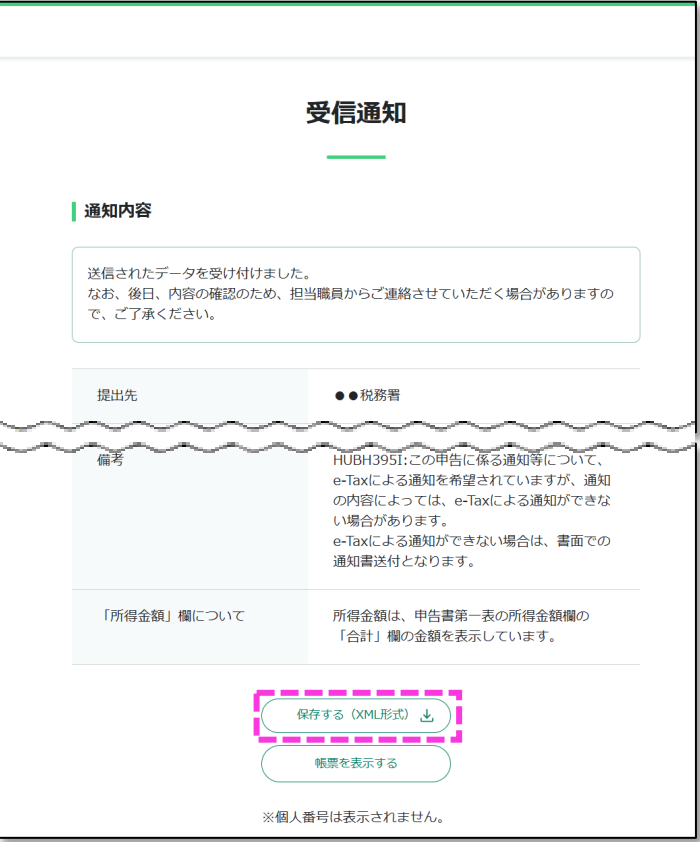 受信通知
通知内容
送信されたデータを受け付けました。
なお、後日、内容の確認のため、担当職員からご連絡させていただく場合がありますの
で、ご了承ください。
提出先
●●税務署
備考
HUBH395I:この申告に係る通知等について、
e-Taxによる通知を希望されていますが、通知
の内容によっては、e-Taxによる通知ができな
い場合があります。
e-Taxによる通知ができない場合は、書面での
通知書送付となります。
「所得金額」欄について
所得金額は、申告書第一表の所得金額欄の
「合計」欄の金額を表示しています。
保存する（XML形式）
帳票を表示する
※個人番号は表示されません。